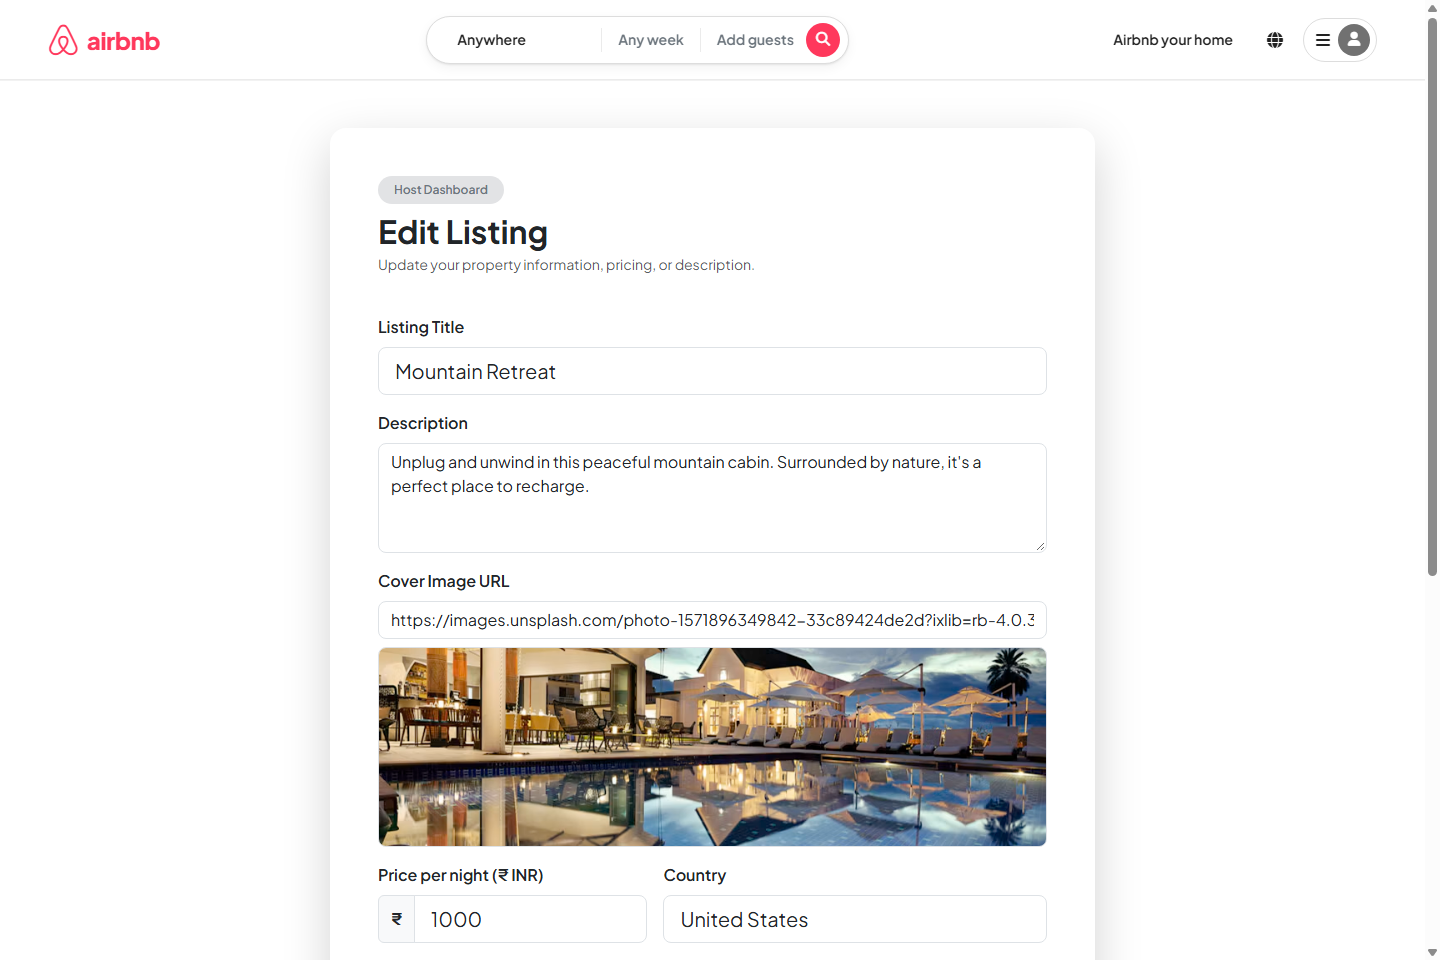 airbnb
Anywhere
Any week
Add guests
Airbnb your home
Host Dashboard
Edit Listing
Update your property information, pricing, or description.
Listing Title
Mountain Retreat
Description
Unplug and unwind in this peaceful mountain cabin. Surrounded by nature, it's a
perfect place to recharge.
Cover Image URL
https://images.unsplash.com/photo-1571896349842-33c89424de2d?ixlib=rb-4.0.3
Price per night (₹ INR)
Country
₹
1000
United States